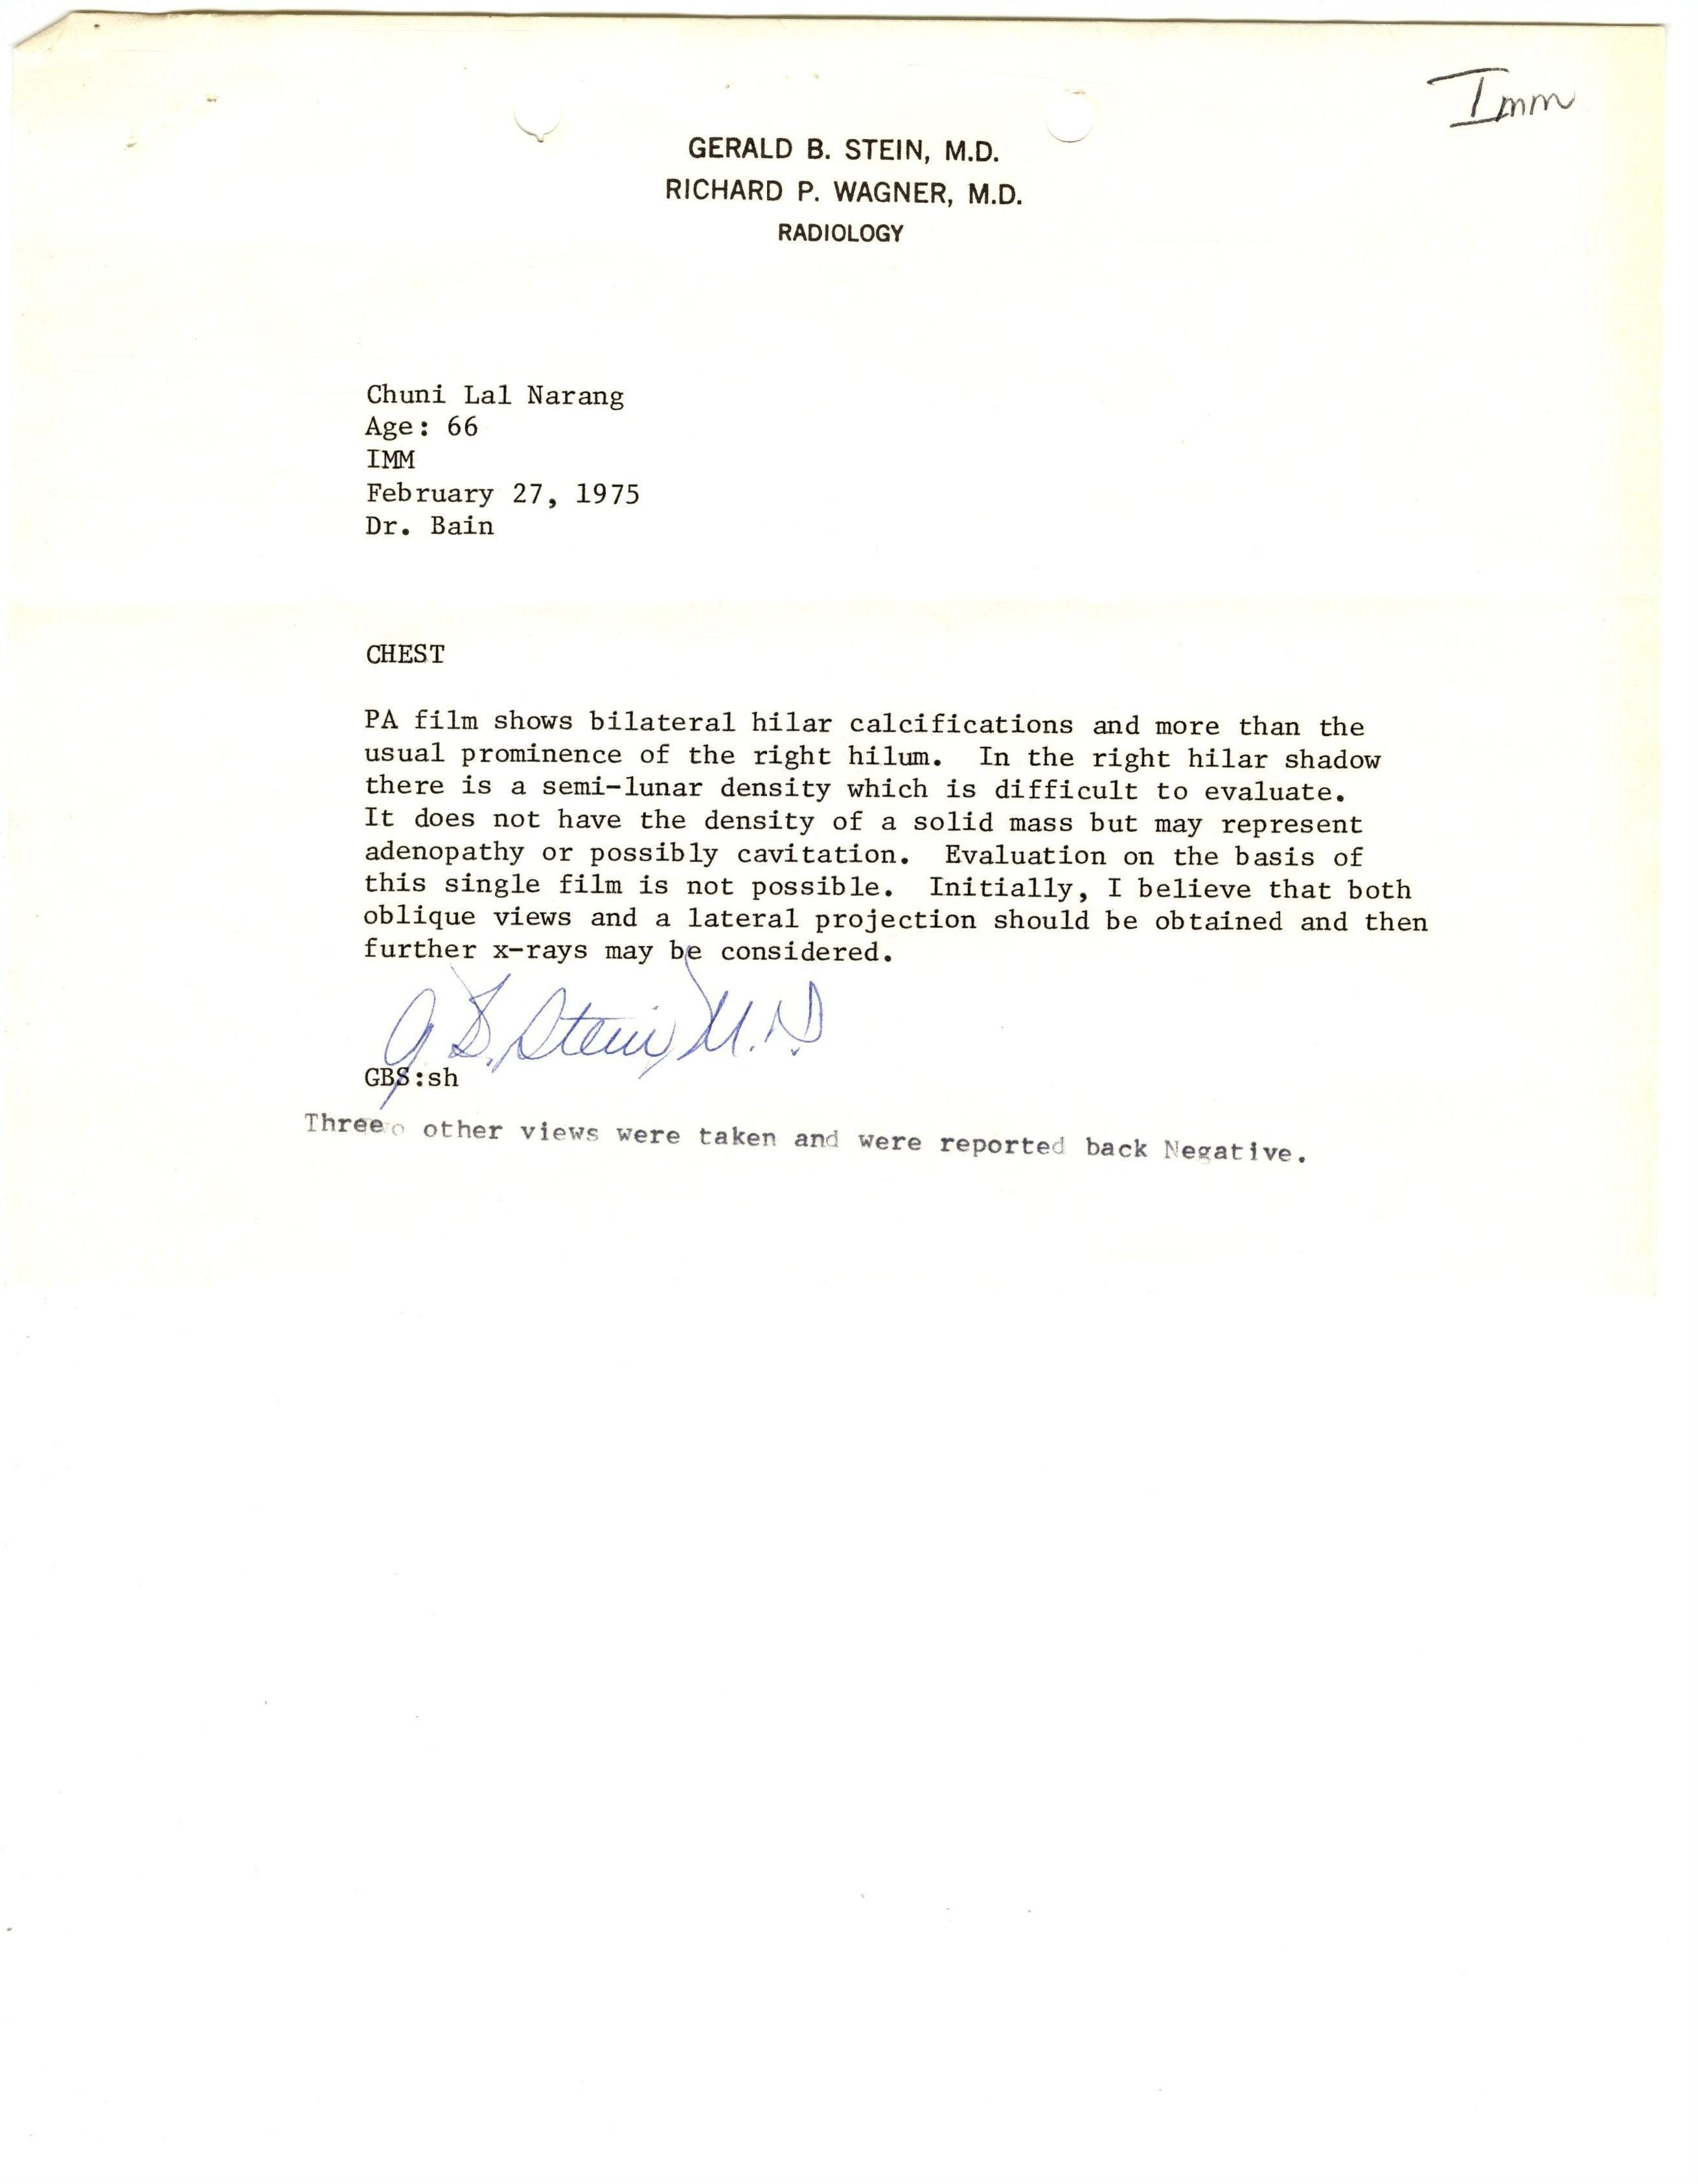 Imm
GERALD B. STEIN, M.D.
RICHARD P. WAGNER, M.D.
RADIOLOGY
Chuni Lal Narang
Age: 66
IMM
February 27, 1975
Dr. Bain
CHEST
PA film shows bilateral hilar calcifications and more than the
usual prominence of the right hilum. In the right hilar shadow
there is a semi-lunar density which is difficult to evaluate.
It does not have the density of a solid mass but may represent
adenopathy or possibly cavitation. Evaluation on the basis of
this single film is not possible. Initially, I believe that both
oblique views and a lateral projection should be obtained and then
further x-rays may be considered.
G B. Stein, M.D
GBS:sh
Three other views were taken and were reported back Negative.